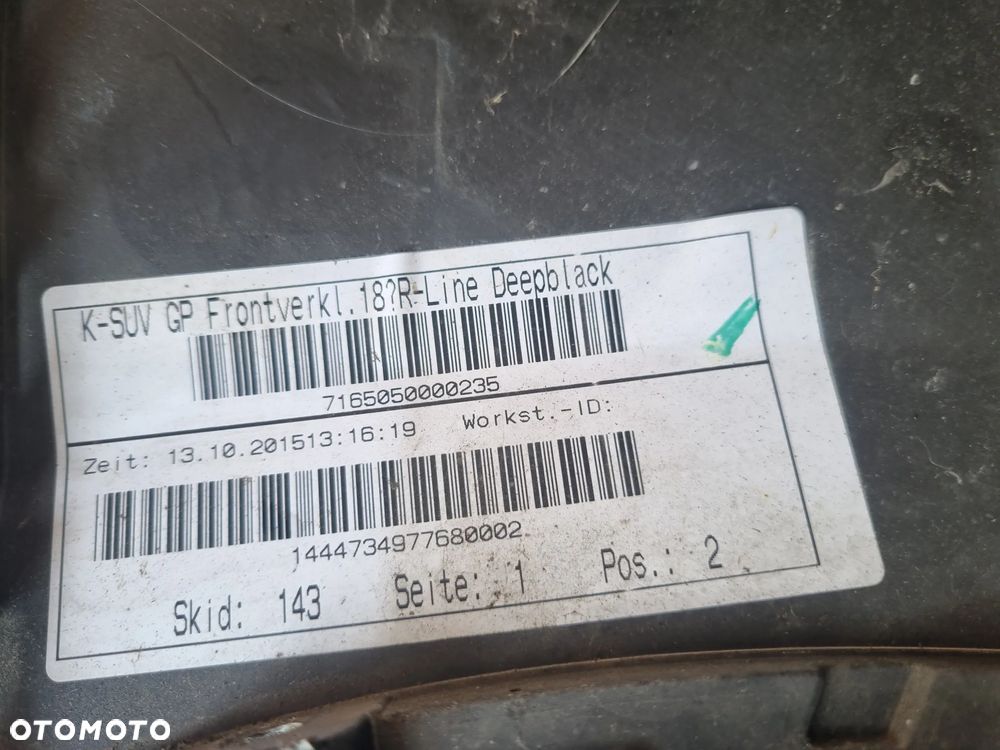 K-SUV GP Frontverkl.18?R-Line Deepblack
7165050000235
Zeit: 13.10.201513:16:19 Workst.-ID:
1444734977680002
Skid: 143 Seite: 1 Pos.: 2
OTOMOTO